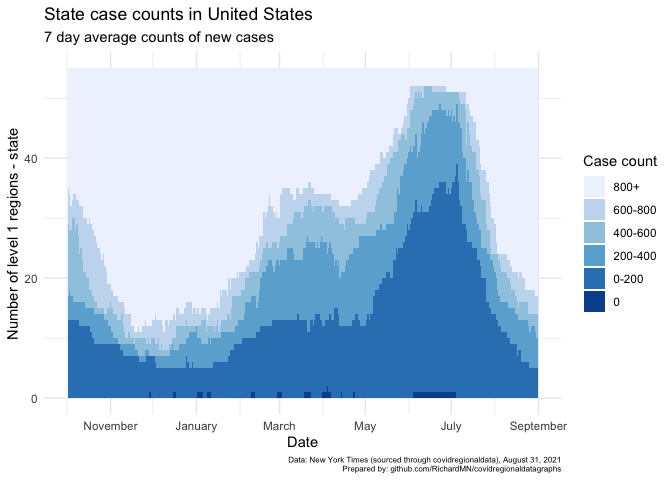 State case counts in United States
7 day average counts of new cases
Number of level 1 regions - state
40
20
0
November
January
March
May
July
September
Date
Case count
800+
600-800
400-600
200-400
0-200
0
Data: New York Times (sourced through covidregionaldata), August 31, 2021
Prepared by: github.com/RichardMN/covidregionaldatagraphs